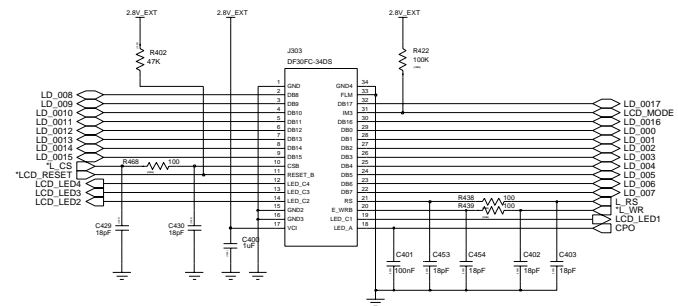 2.8V_EXT 2.8V_EXT 2.8V_EXT
R402
47K
J303
DF30FC-34DS
R422
100K
1 GND GND4 34
2 DB8 FLM 33
3 DB9 DB17 32
4 DB10 IM3 31
5 DB11 DB16 30
6 DB12 DB0 29
7 DB13 DB1 28
8 DB14 DB2 27
9 DB15 DB3 26
10 CSB DB4 25
11 RESET_B DB5 24
12 LED_C4 DB6 23
13 LED_C3 DB7 22
14 LED_C2 RS 21
15 GND2 E_WRB 20
16 GND3 LED_C1 19
17 VCI LED_A 18
LD_008
LD_009
LD_0010
LD_0011
LD_0012
LD_0013
LD_0014
LD_0015
*L_CS R468 100
*LCD_RESET
LCD_LED4
LCD_LED3
LCD_LED2
LD_0017
LCD_MODE
LD_0016
LD_000
LD_001
LD_002
LD_003
LD_004
LD_005
LD_006
LD_007
R438 100 L_RS
R439 100 *L_WR
LCD_LED1
CPO
C429
18pF
C430
18pF
C400
1uF
C401
100nF
C453
18pF
C454
18pF
C402
18pF
C403
18pF